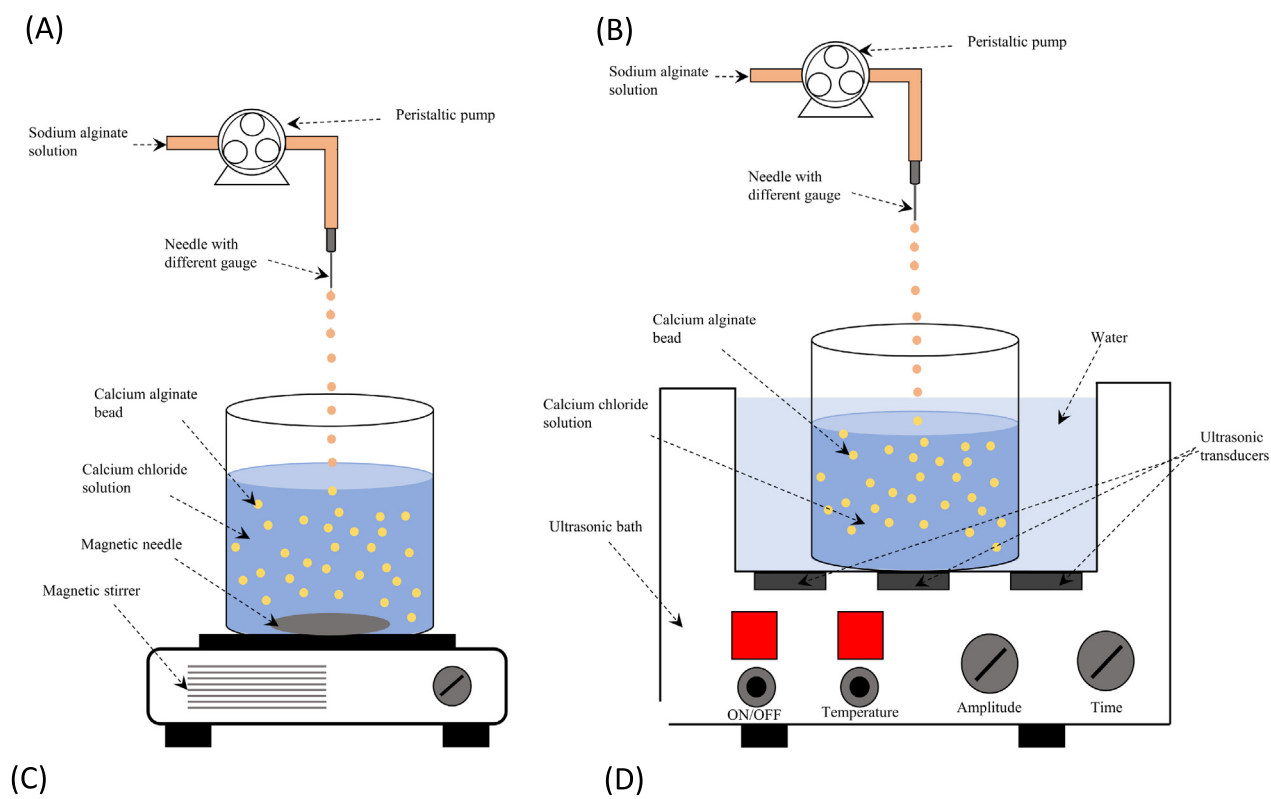 (A)
Peristaltic pump
Sodium alginate
solution
Needle with
different gauge
Calcium alginate
bead
Calcium chloride
solution
Magnetic needle
Magnetic stirrer
(B)
Peristaltic pump
Sodium alginate
solution
Needle with
different gauge
Calcium alginate
bead
Water
Calcium chloride
solution
Ultrasonic
transducers
Ultrasonic bath
ON/OFF
Temperature
Amplitude
Time
(C)
(D)